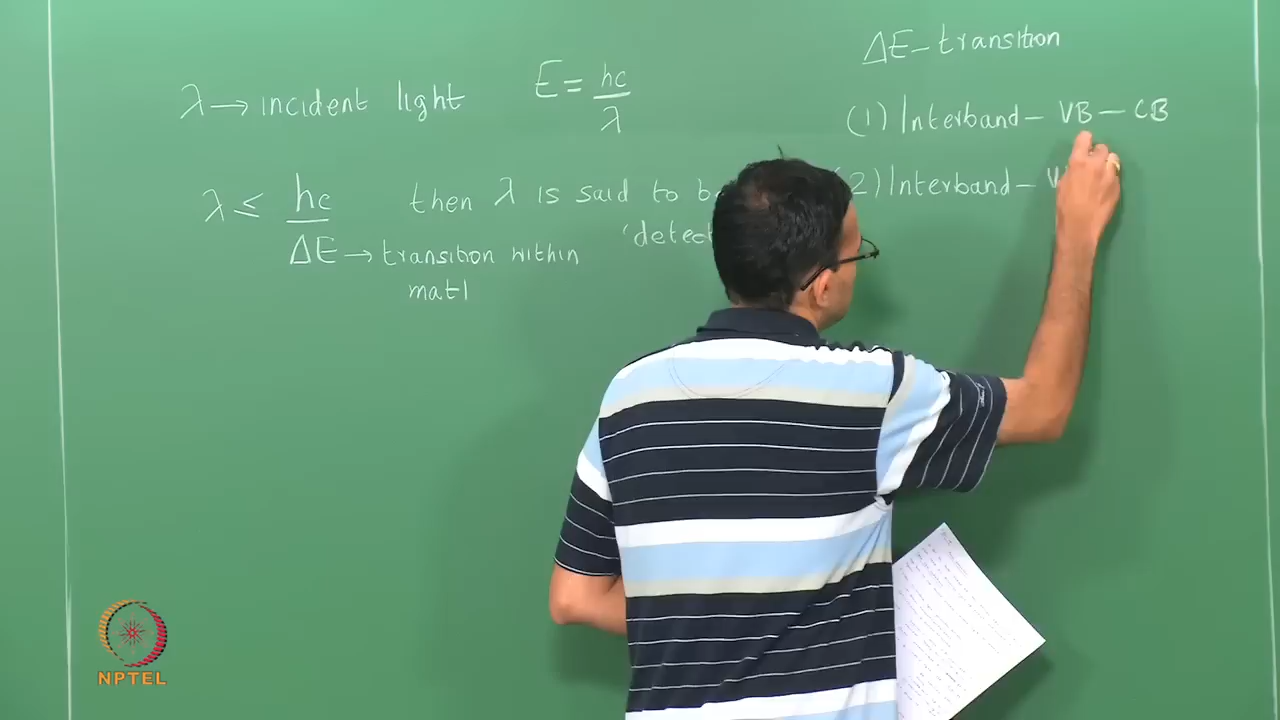 λ → incident light
E = hc/λ
λ ≤ hc/ΔE then λ is said to be
'detect
ΔE → transition within
matl
ΔE - transition
(1) Interband - VB - CB
(2) Interband -
NPTEL